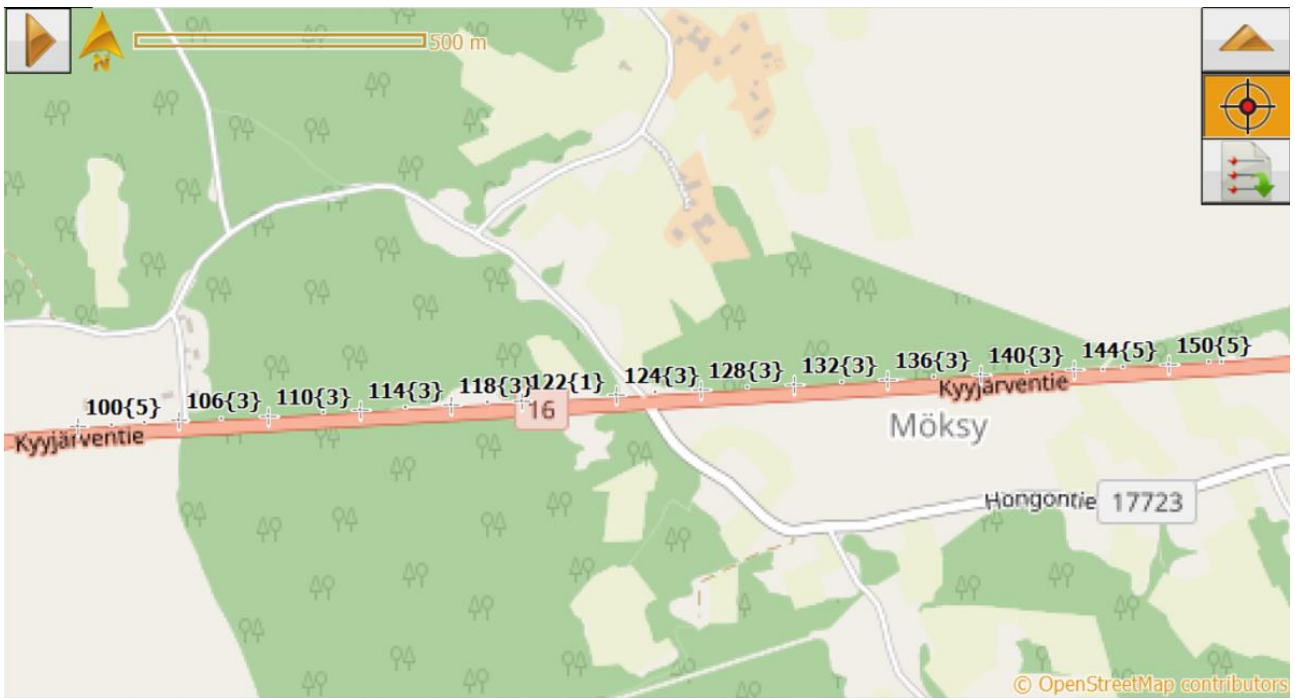 500 m
N
100{5} 106{3} 110{3} 114{3} 118{3} 122{1} 124{3} 128{3} 132{3} 136{3} 140{3} 144{5} 150{5}
16
Kyyjärventie
Kyyjärventie
Möksy
Hongontie
17723
© OpenStreetMap contributors